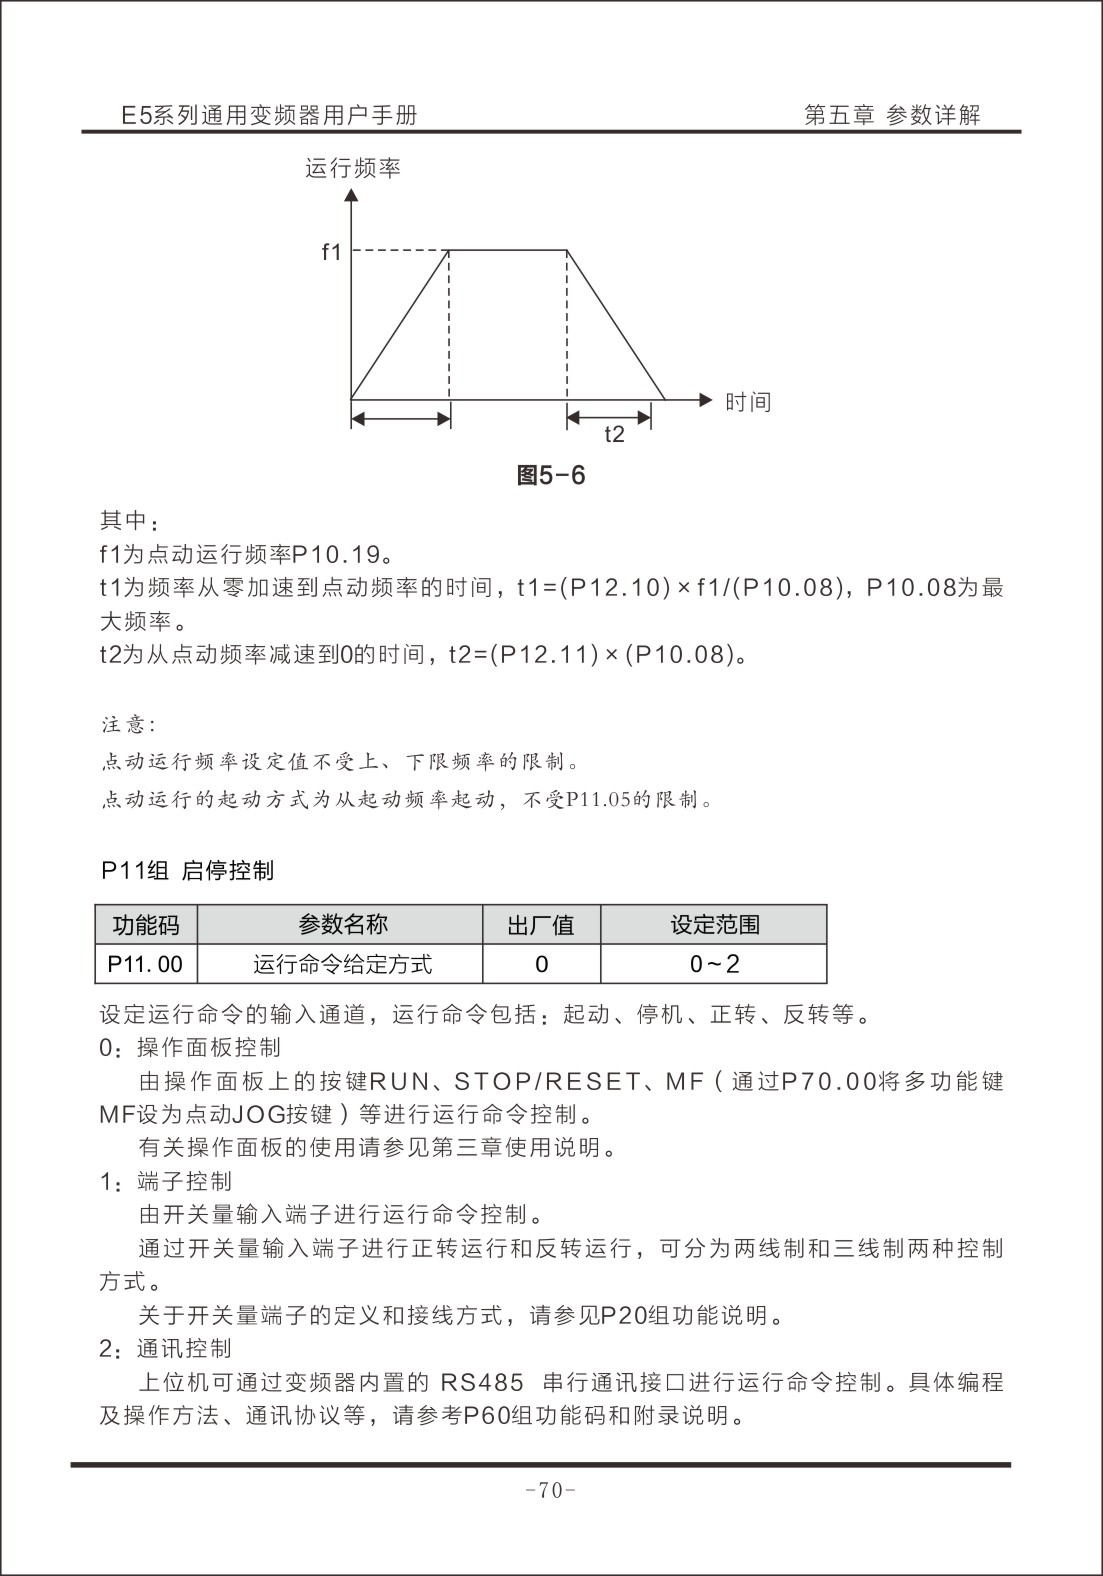 E5系列通用变频器用户手册
第五章 参数详解
运行频率
f1
时间
t2
图5-6
其中：
f1为点动运行频率P10.19。
t1为频率从零加速到点动频率的时间，t1=(P12.10)×f1/(P10.08)，P10.08为最
大频率。
t2为从点动频率减速到0的时间，t2=(P12.11)×(P10.08)。
注意：
点动运行频率设定值不受上、下限频率的限制。
点动运行的起动方式为从起动频率起动，不受P11.05的限制。
P11组 启停控制
功能码 参数名称 出厂值 设定范围
P11.00 运行命令给定方式 0 0~2
设定运行命令的输入通道，运行命令包括：起动、停机、正转、反转等。
0：操作面板控制
由操作面板上的按键RUN、STOP/RESET、MF（通过P70.00将多功能键
MF设为点动JOG按键）等进行运行命令控制。
有关操作面板的使用请参见第三章使用说明。
1：端子控制
由开关量输入端子进行运行命令控制。
通过开关量输入端子进行正转运行和反转运行，可分为两线制和三线制两种控制
方式。
关于开关量端子的定义和接线方式，请参见P20组功能说明。
2：通讯控制
上位机可通过变频器内置的 RS485 串行通讯接口进行运行命令控制。具体编程
及操作方法、通讯协议等，请参考P60组功能码和附录说明。
-70-